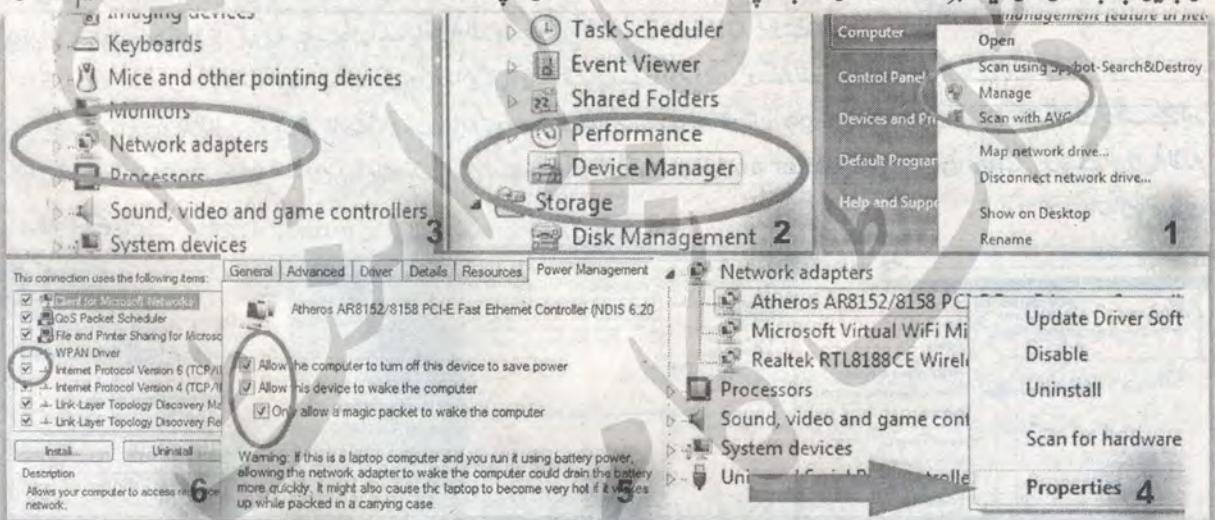 Computer
Control Panel
Devices and Pri
Default Program
Help and Suppo
Open
Scan using Spybot-Search&Destroy
Manage
Scan with AVG
Map network drive...
Disconnect network drive...
Show on Desktop
Rename
1
Task Scheduler
Event Viewer
Shared Folders
Performance
Device Manager
Storage
Disk Management
2
Imaging devices
Keyboards
Mice and other pointing devices
Monitors
Network adapters
Processors
Sound, video and game controllers
System devices
3
Network adapters
Atheros AR8152/8158 PCI
Microsoft Virtual WiFi Mi
Realtek RTL8188CE Wirele
Processors
Sound, video and game cont
System devices
Update Driver Soft
Disable
Uninstall
Scan for hardware
Properties
4
General Advanced Driver Details Resources Power Management
Atheros AR8152/8158 PCI-E Fast Ethernet Controller (NDIS 6.20
Allow the computer to turn off this device to save power
Allow this device to wake the computer
Only allow a magic packet to wake the computer
Warning: If this is a laptop computer and you run it using battery power,
allowing the network adapter to wake the computer could drain the battery
more quickly. It might also cause the laptop to become very hot if it wakes
up while packed in a carrying case.
5
This connection uses the following items:
Client for Microsoft Networks
QoS Packet Scheduler
File and Printer Sharing for Microso
WPAN Driver
Internet Protocol Version 6 (TCP/I
Internet Protocol Version 4 (TCP/I
Link-Layer Topology Discovery Ma
Link-Layer Topology Discovery Re
Install... Uninstall
Description
Allows your computer to access
network.
6